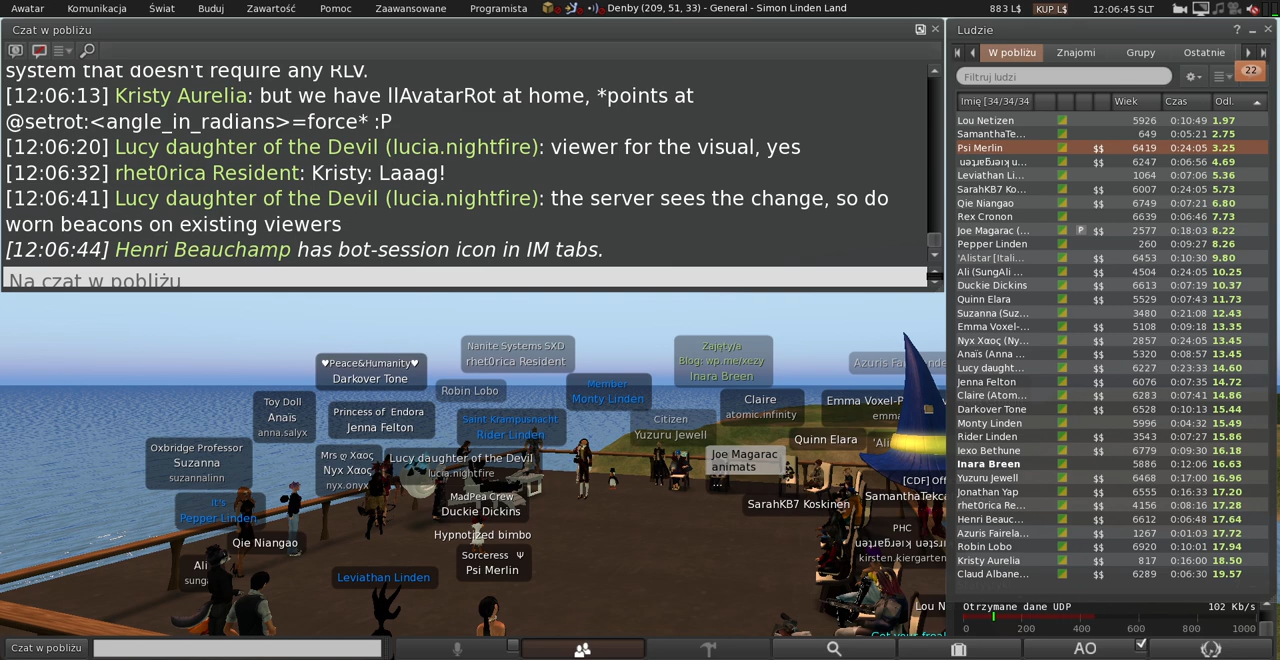 Awatar Komunikacja Świat Buduj Zawartość Pomoc Zaawansowane Programista Denby (209, 51, 33) - General - Simon Linden Land 883 L$ KUP L$ 12:06:45 SLT
Czat w pobliżu
system that doesn't require any RLV.
[12:06:13] Kristy Aurelia: but we have llAvatarRot at home, *points at
@setrot:<angle_in_radians>=force* :P
[12:06:20] Lucy daughter of the Devil (lucia.nightfire): viewer for the visual, yes
[12:06:32] rhet0rica Resident: Kristy: Laaag!
[12:06:41] Lucy daughter of the Devil (lucia.nightfire): the server sees the change, so do
worn beacons on existing viewers
[12:06:44] Henri Beauchamp has bot-session icon in IM tabs.
Na czat w pobliżu
♥Peace&Humanity♥
Darkover Tone
Nanite Systems SXD
rhet0rica Resident
Zajęty/a
Blog: wp.me/xezy
Inara Breen
Robin Lobo
Member
Monty Linden
Toy Doll
Anaïs
anna.salyx
Princess of Endora
Jenna Felton
Saint Krampusnacht
Rider Linden
Citizen
Yuzuru Jewell
Claire
atomic.infinity
Quinn Elara
Oxbridge Professor
Suzanna
suzannalinn
Mrs ღ Χαος
Nyx Χαος
nyx.onyx
Lucy daughter of the Devil
lucia.nightfire
Joe Magarac
animats
...
It's
Pepper Linden
MadPea Crew
Duckie Dickins
SarahKB7 Koskinen
Qie Niangao
Hypnotized bimbo
Sorceress Ψ
Psi Merlin
PHC
Leviathan Linden
Ludzie
W pobliżu Znajomi Grupy Ostatnie
Filtruj ludzi
22
Imię [34/34/34 Wiek Czas Odl.
Lou Netizen 5926 0:10:49 1.97
SamanthaTe... 649 0:05:21 2.75
Psi Merlin $$ 6419 0:24:05 3.25
$$ 6247 0:06:56 4.69
Leviathan Li... 1064 0:07:06 5.36
SarahKB7 Ko... $$ 6007 0:24:05 5.73
Qie Niangao $$ 6749 0:07:21 6.80
Rex Cronon 6639 0:06:46 7.73
Joe Magarac (... P $$ 2577 0:18:03 8.22
Pepper Linden 260 0:09:27 8.26
'Alistar [Itali... $$ 6453 0:10:30 9.80
Ali (SungAli ... $$ 4504 0:24:05 10.25
Duckie Dickins $$ 6613 0:07:19 10.37
Quinn Elara $$ 5529 0:07:43 11.73
Suzanna (Suz... 3480 0:21:08 12.43
Emma Voxel-... $$ 5108 0:09:18 13.35
Nyx Χαος (Ny... $$ 2857 0:24:05 13.45
Anaïs (Anna ... $$ 5320 0:08:57 13.45
Lucy daught... $$ 6227 0:23:33 14.60
Jenna Felton $$ 6076 0:07:35 14.72
Claire (Atom... $$ 6283 0:07:41 14.86
Darkover Tone $$ 6528 0:10:13 15.44
Monty Linden 5996 0:04:32 15.49
Rider Linden $$ 3543 0:07:27 15.86
Iexo Bethune $$ 6779 0:09:30 16.18
Inara Breen 5886 0:12:06 16.63
Yuzuru Jewell $$ 6468 0:17:00 16.96
Jonathan Yap $$ 6555 0:16:33 17.20
rhet0rica Re... $$ 4156 0:08:16 17.28
Henri Beauc... $$ 6612 0:06:48 17.64
Azuris Fairela... $$ 1267 0:01:03 17.72
Robin Lobo $$ 6920 0:10:01 17.94
Kristy Aurelia $$ 817 0:16:00 18.50
Claud Albane... $$ 6289 0:06:30 19.57
Otrzymane dane UDP 102 Kb/s
0 200 400 600 800 1000
Czat w pobliżu AO